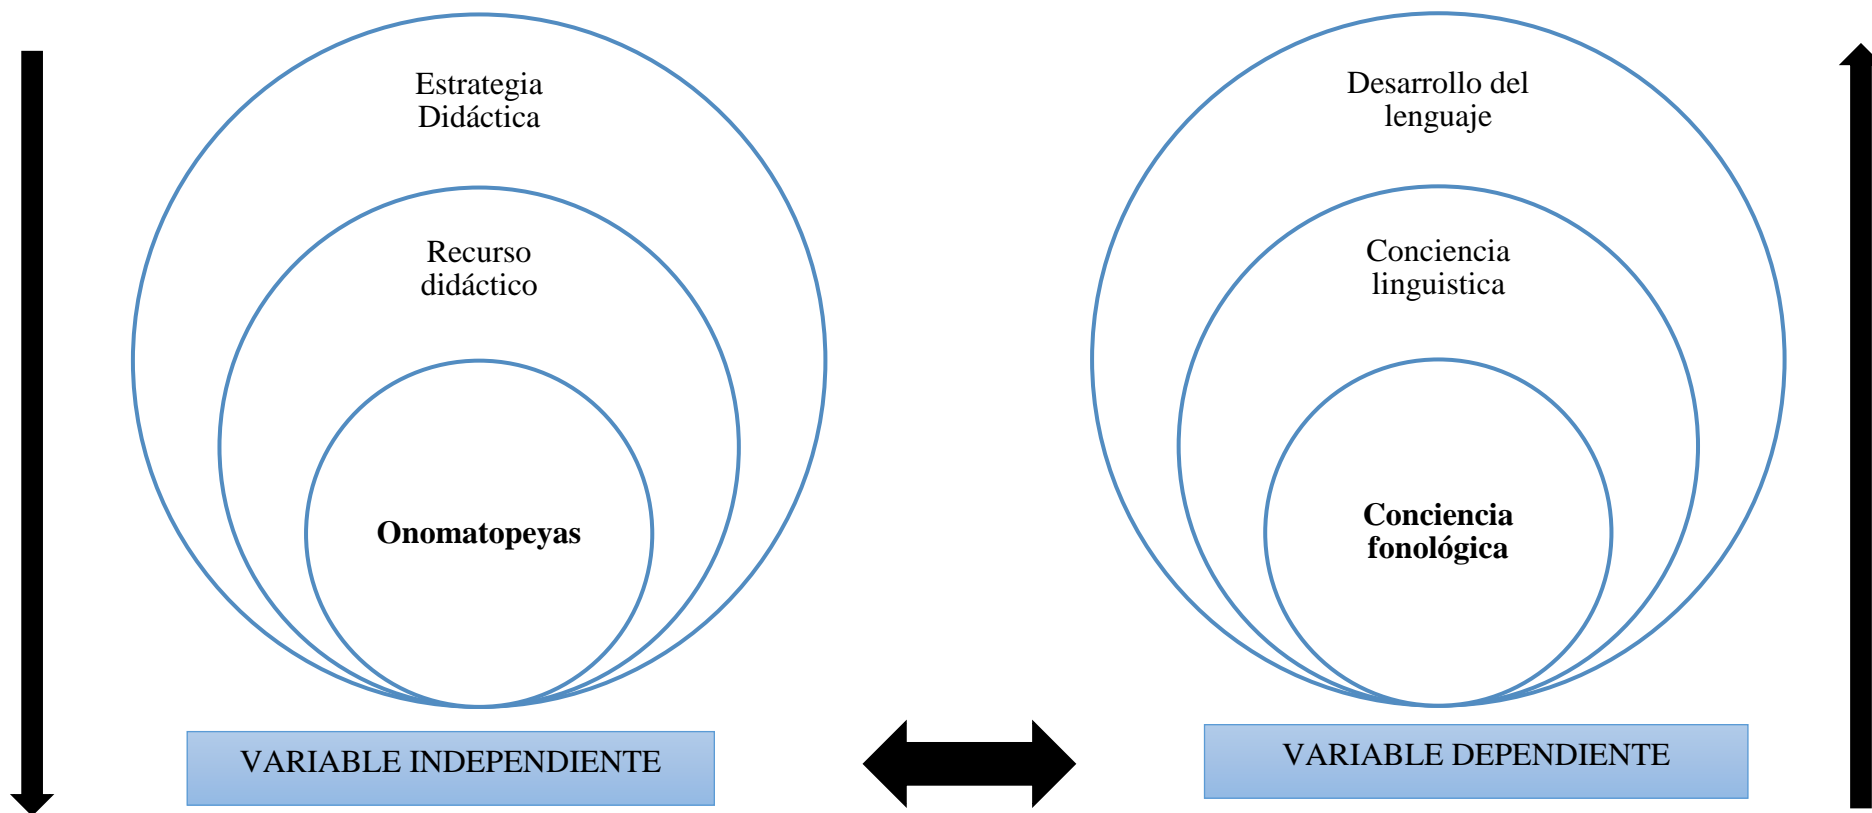 Estrategia
Didáctica
Recurso
didáctico
Onomatopeyas
VARIABLE INDEPENDIENTE
Desarrollo del
lenguaje
Conciencia
linguistica
Conciencia
fonológica
VARIABLE DEPENDIENTE